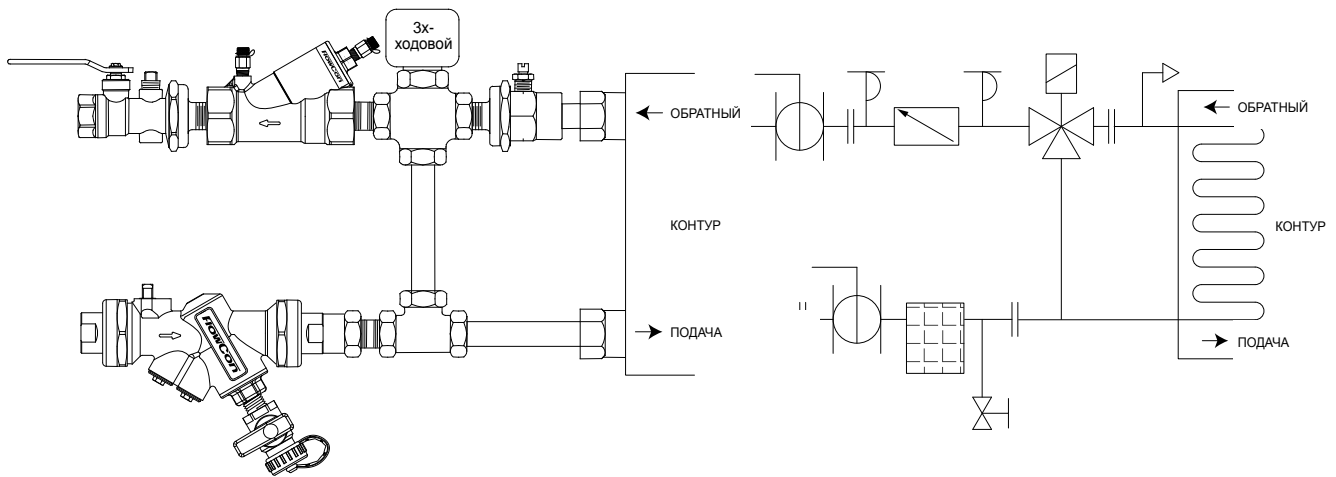 3х-
ходовой
FLOWCON
ОБРАТНЫЙ
КОНТУР
ПОДАЧА
FLOWCON
ОБРАТНЫЙ
КОНТУР
ПОДАЧА